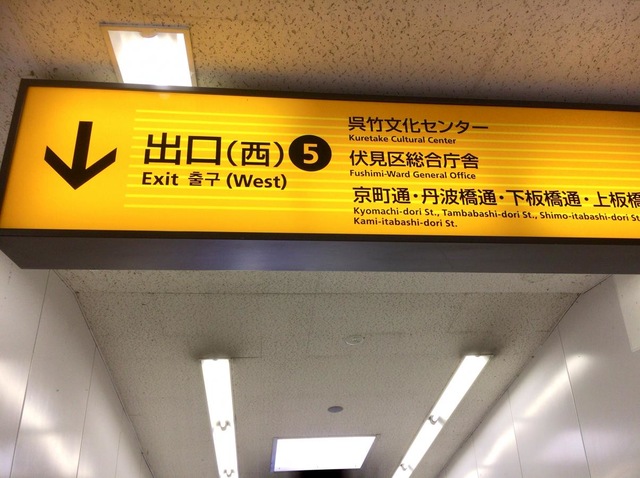 出口(西) 5
Exit 출구 (West)
呉竹文化センター
Kuretake Cultural Center
伏見区総合庁舎
Fushimi-Ward General Office
京町通・丹波橋通・下板橋通・上板橋
Kyomachi-dori St., Tambabashi-dori St., Shimo-itabashi-dori St.
Kami-itabashi-dori St.